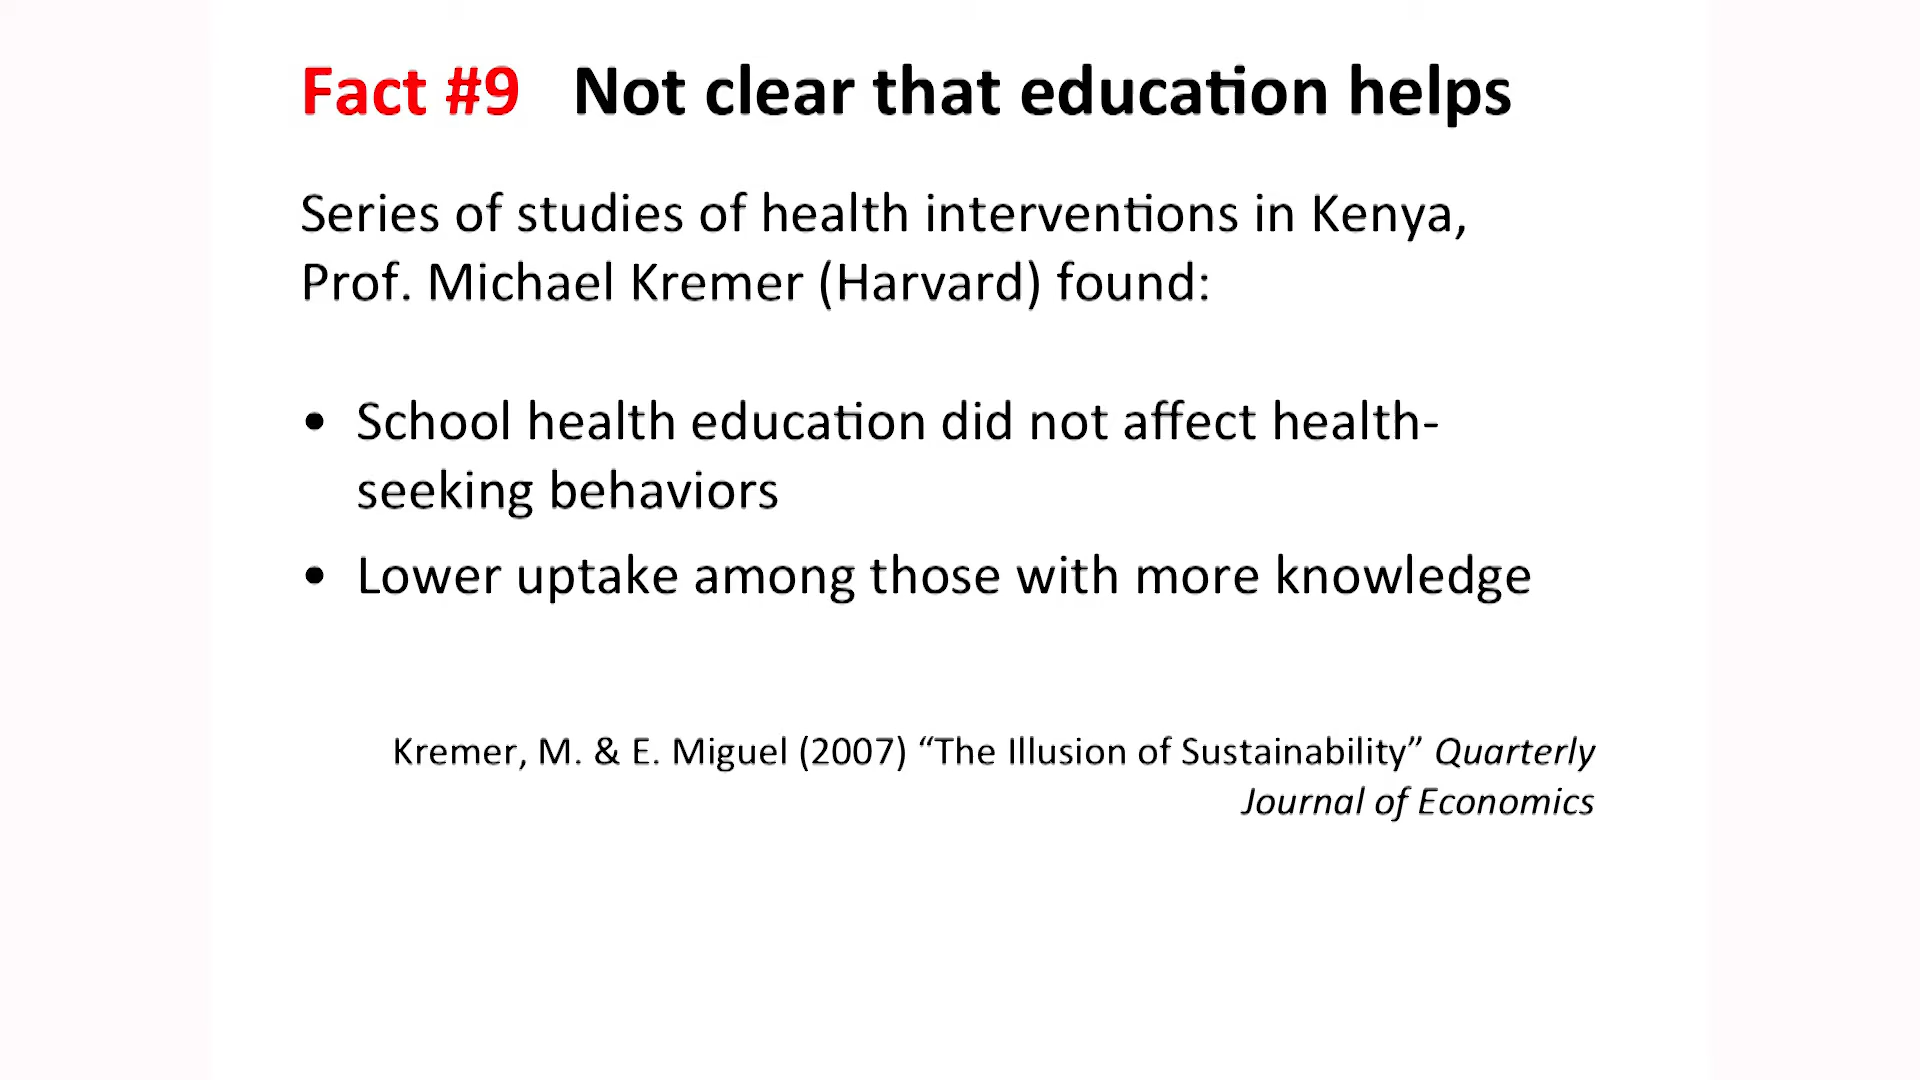 Fact #9 Not clear that education helps
Series of studies of health interventions in Kenya,
Prof. Michael Kremer (Harvard) found:
• School health education did not affect health-
seeking behaviors
• Lower uptake among those with more knowledge
Kremer, M. & E. Miguel (2007) “The Illusion of Sustainability” Quarterly
Journal of Economics